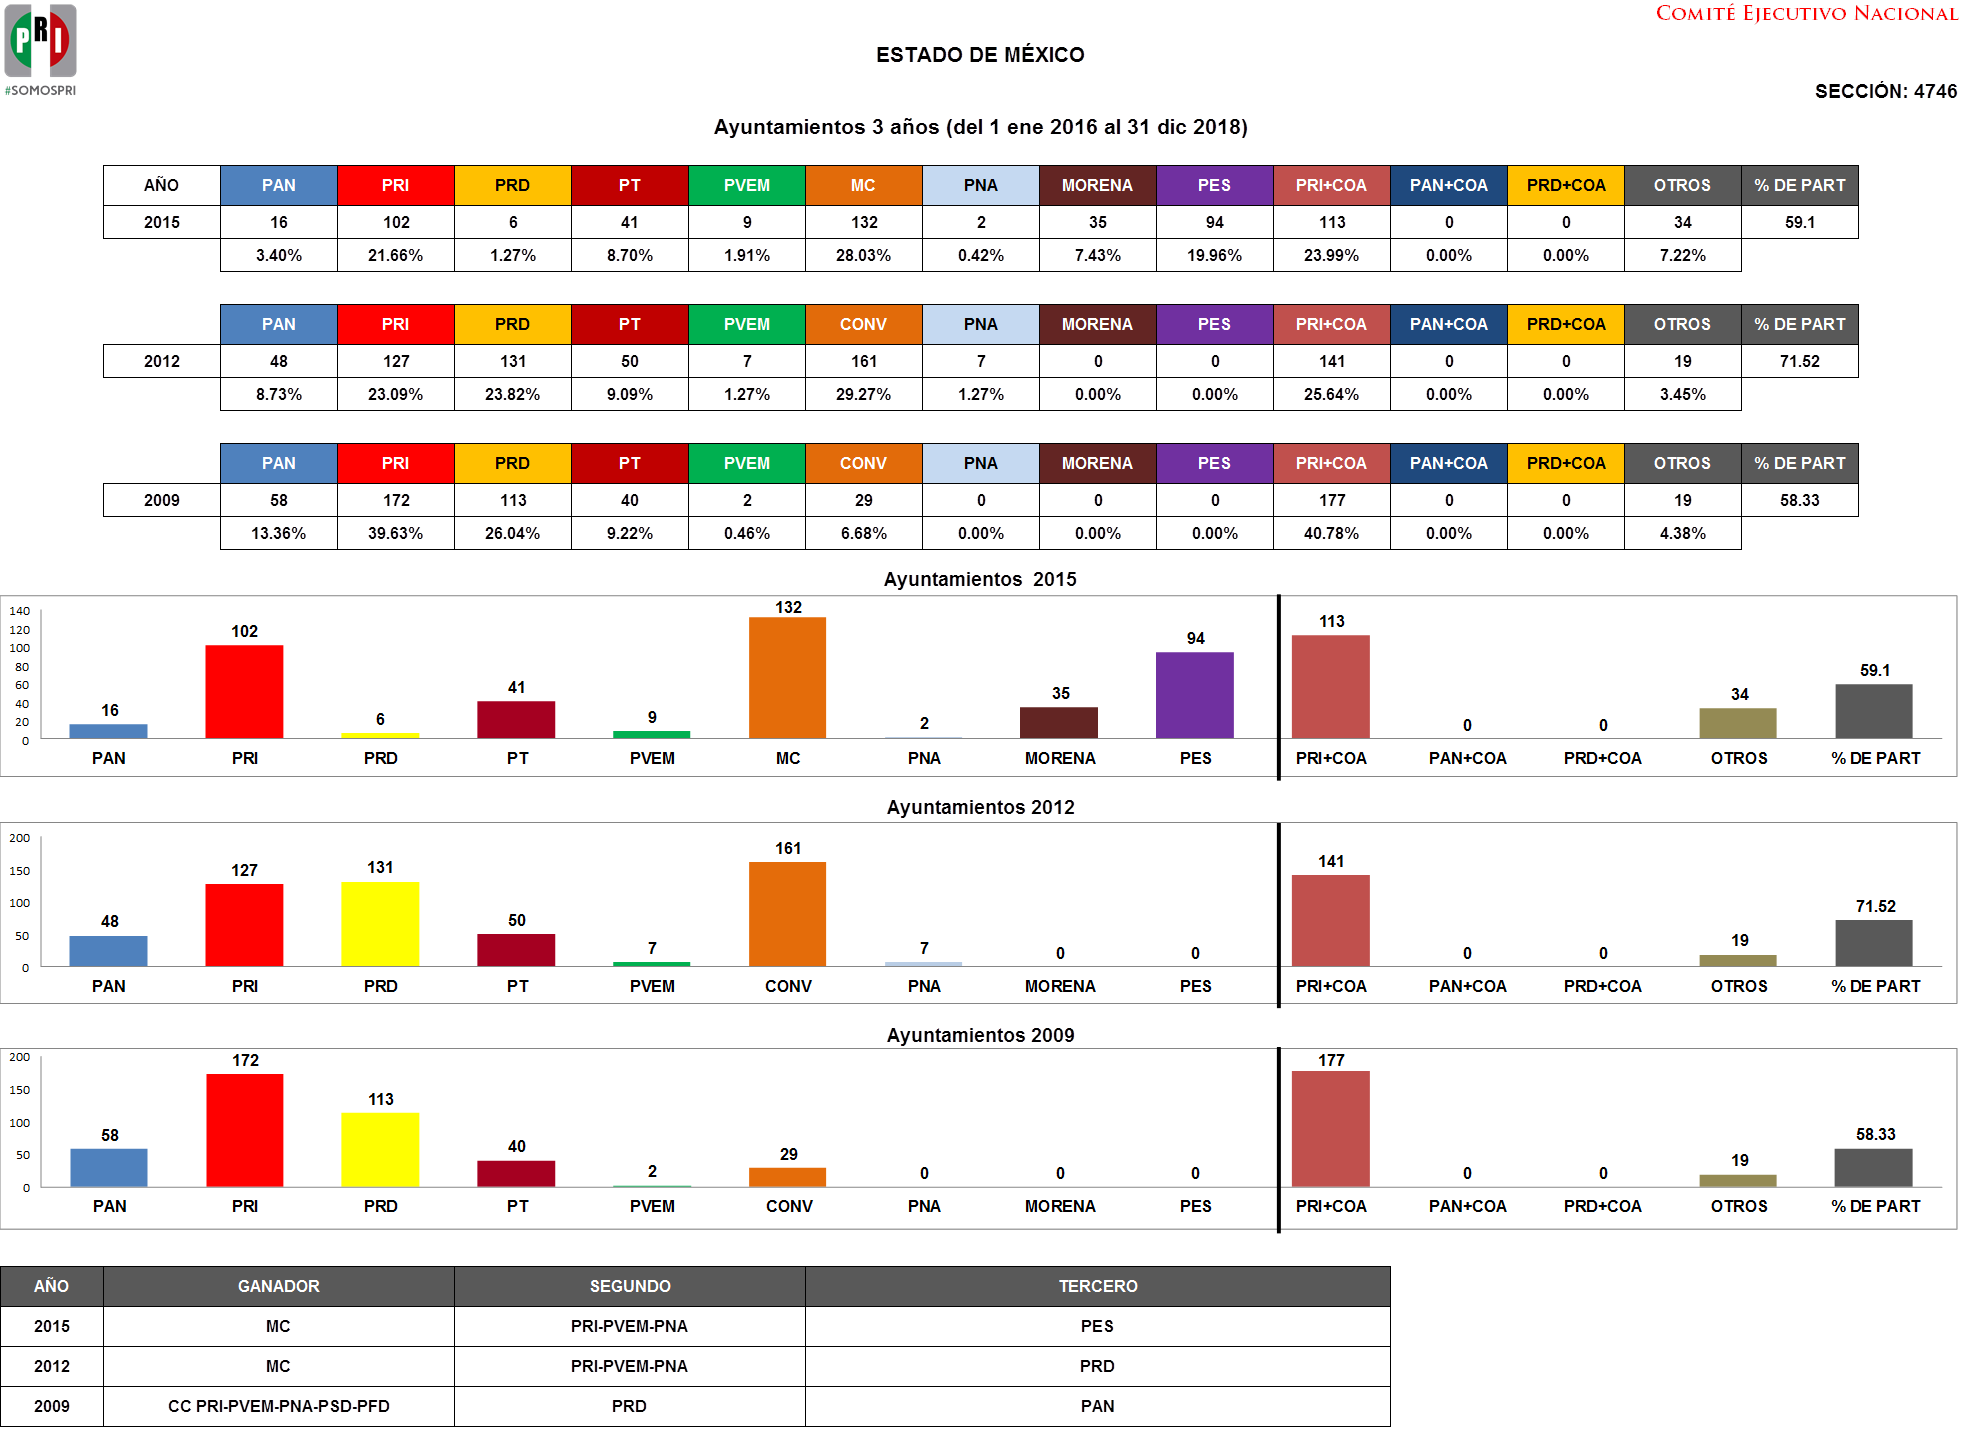 PRI
#SOMOSPRI
COMITÉ EJECUTIVO NACIONAL
ESTADO DE MÉXICO
SECCIÓN: 4746
Ayuntamientos 3 años (del 1 ene 2016 al 31 dic 2018)
AÑO PAN PRI PRD PT PVEM MC PNA MORENA PES PRI+COA PAN+COA PRD+COA OTROS % DE PART
2015 16 102 6 41 9 132 2 35 94 113 0 0 34 59.1
3.40% 21.66% 1.27% 8.70% 1.91% 28.03% 0.42% 7.43% 19.96% 23.99% 0.00% 0.00% 7.22%
PAN PRI PRD PT PVEM CONV PNA MORENA PES PRI+COA PAN+COA PRD+COA OTROS % DE PART
2012 48 127 131 50 7 161 7 0 0 141 0 0 19 71.52
8.73% 23.09% 23.82% 9.09% 1.27% 29.27% 1.27% 0.00% 0.00% 25.64% 0.00% 0.00% 3.45%
PAN PRI PRD PT PVEM CONV PNA MORENA PES PRI+COA PAN+COA PRD+COA OTROS % DE PART
2009 58 172 113 40 2 29 0 0 0 177 0 0 19 58.33
13.36% 39.63% 26.04% 9.22% 0.46% 6.68% 0.00% 0.00% 0.00% 40.78% 0.00% 0.00% 4.38%
Ayuntamientos 2015
140
120
100
80
60
40
20
0
16 102 6 41 9 132 2 35 94 113 0 0 34 59.1
PAN PRI PRD PT PVEM MC PNA MORENA PES PRI+COA PAN+COA PRD+COA OTROS % DE PART
Ayuntamientos 2012
200
150
100
50
0
48 127 131 50 7 161 7 0 0 141 0 0 19 71.52
PAN PRI PRD PT PVEM CONV PNA MORENA PES PRI+COA PAN+COA PRD+COA OTROS % DE PART
Ayuntamientos 2009
200
150
100
50
0
58 172 113 40 2 29 0 0 0 177 0 0 19 58.33
PAN PRI PRD PT PVEM CONV PNA MORENA PES PRI+COA PAN+COA PRD+COA OTROS % DE PART
AÑO GANADOR SEGUNDO TERCERO
2015 MC PRI-PVEM-PNA PES
2012 MC PRI-PVEM-PNA PRD
2009 CC PRI-PVEM-PNA-PSD-PFD PRD PAN